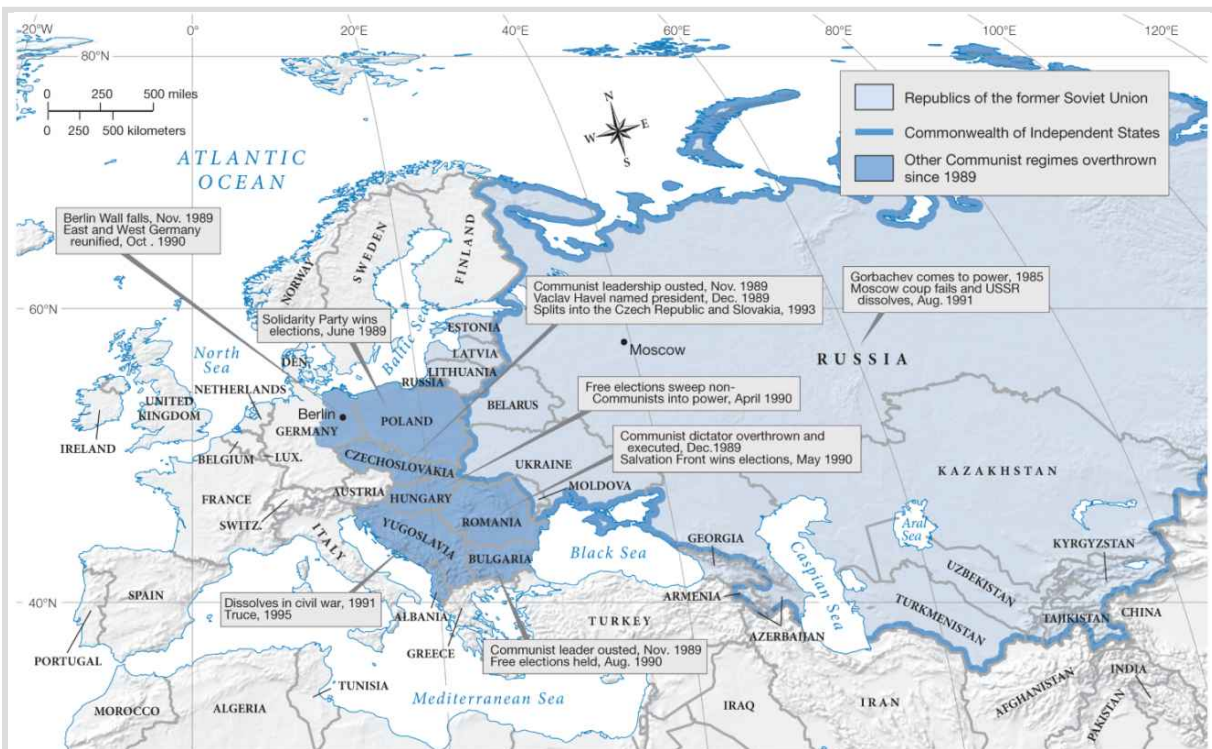 20°W
0°
20°E
40°E
60°E
80°E
100°E
120°E
80°N
0 250 500 miles
0 250 500 kilometers
N
E
S
W
Republics of the former Soviet Union
Commonwealth of Independent States
Other Communist regimes overthrown
since 1989
ATLANTIC
OCEAN
Berlin Wall falls, Nov. 1989
East and West Germany
reunified, Oct . 1990
NORWAY
SWEDEN
FINLAND
60°N
Solidarity Party wins
elections, June 1989
Communist leadership ousted, Nov. 1989
Vaclav Havel named president, Dec. 1989
Splits into the Czech Republic and Slovakia, 1993
Gorbachev comes to power, 1985
Moscow coup fails and USSR
dissolves, Aug. 1991
North
Sea
Baltic Sea
DEN.
ESTONIA
LATVIA
LITHUANIA
RUSSIA
Moscow
RUSSIA
NETHERLANDS
UNITED
KINGDOM
IRELAND
Berlin
GERMANY
POLAND
BELARUS
Free elections sweep non-
Communists into power, April 1990
BELGIUM
LUX.
CZECHOSLOVAKIA
UKRAINE
Communist dictator overthrown and
executed, Dec.1989
Salvation Front wins elections, May 1990
KAZAKHSTAN
FRANCE
SWITZ.
AUSTRIA
HUNGARY
MOLDOVA
ROMANIA
YUGOSLAVIA
BULGARIA
ITALY
Black Sea
GEORGIA
Caspian Sea
Aral
Sea
KYRGYZSTAN
UZBEKISTAN
TURKMENISTAN
TAJIKISTAN
CHINA
40°N
SPAIN
PORTUGAL
Dissolves in civil war, 1991
Truce, 1995
ALBANIA
GREECE
Communist leader ousted, Nov. 1989
Free elections held, Aug. 1990
TURKEY
ARMENIA
AZERBAIJAN
MOROCCO
ALGERIA
TUNISIA
Mediterranean Sea
IRAQ
IRAN
AFGHANISTAN
PAKISTAN
INDIA